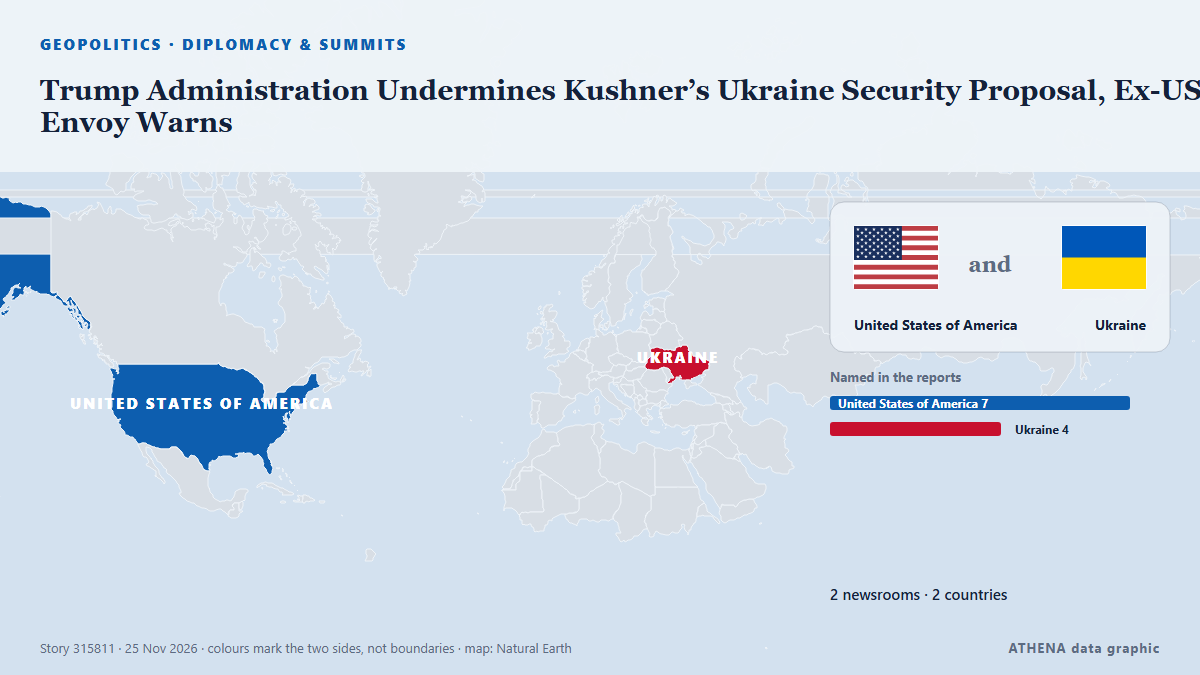 GEOPOLITICS · DIPLOMACY & SUMMITS
Trump Administration Undermines Kushner’s Ukraine Security Proposal, Ex-US
Envoy Warns
and
United States of America
Ukraine
UKRAINE
Named in the reports
UNITED STATES OF AMERICA
United States of America 7
Ukraine 4
2 newsrooms · 2 countries
Story 315811 · 25 Nov 2026 · colours mark the two sides, not boundaries · map: Natural Earth
ATHENA data graphic